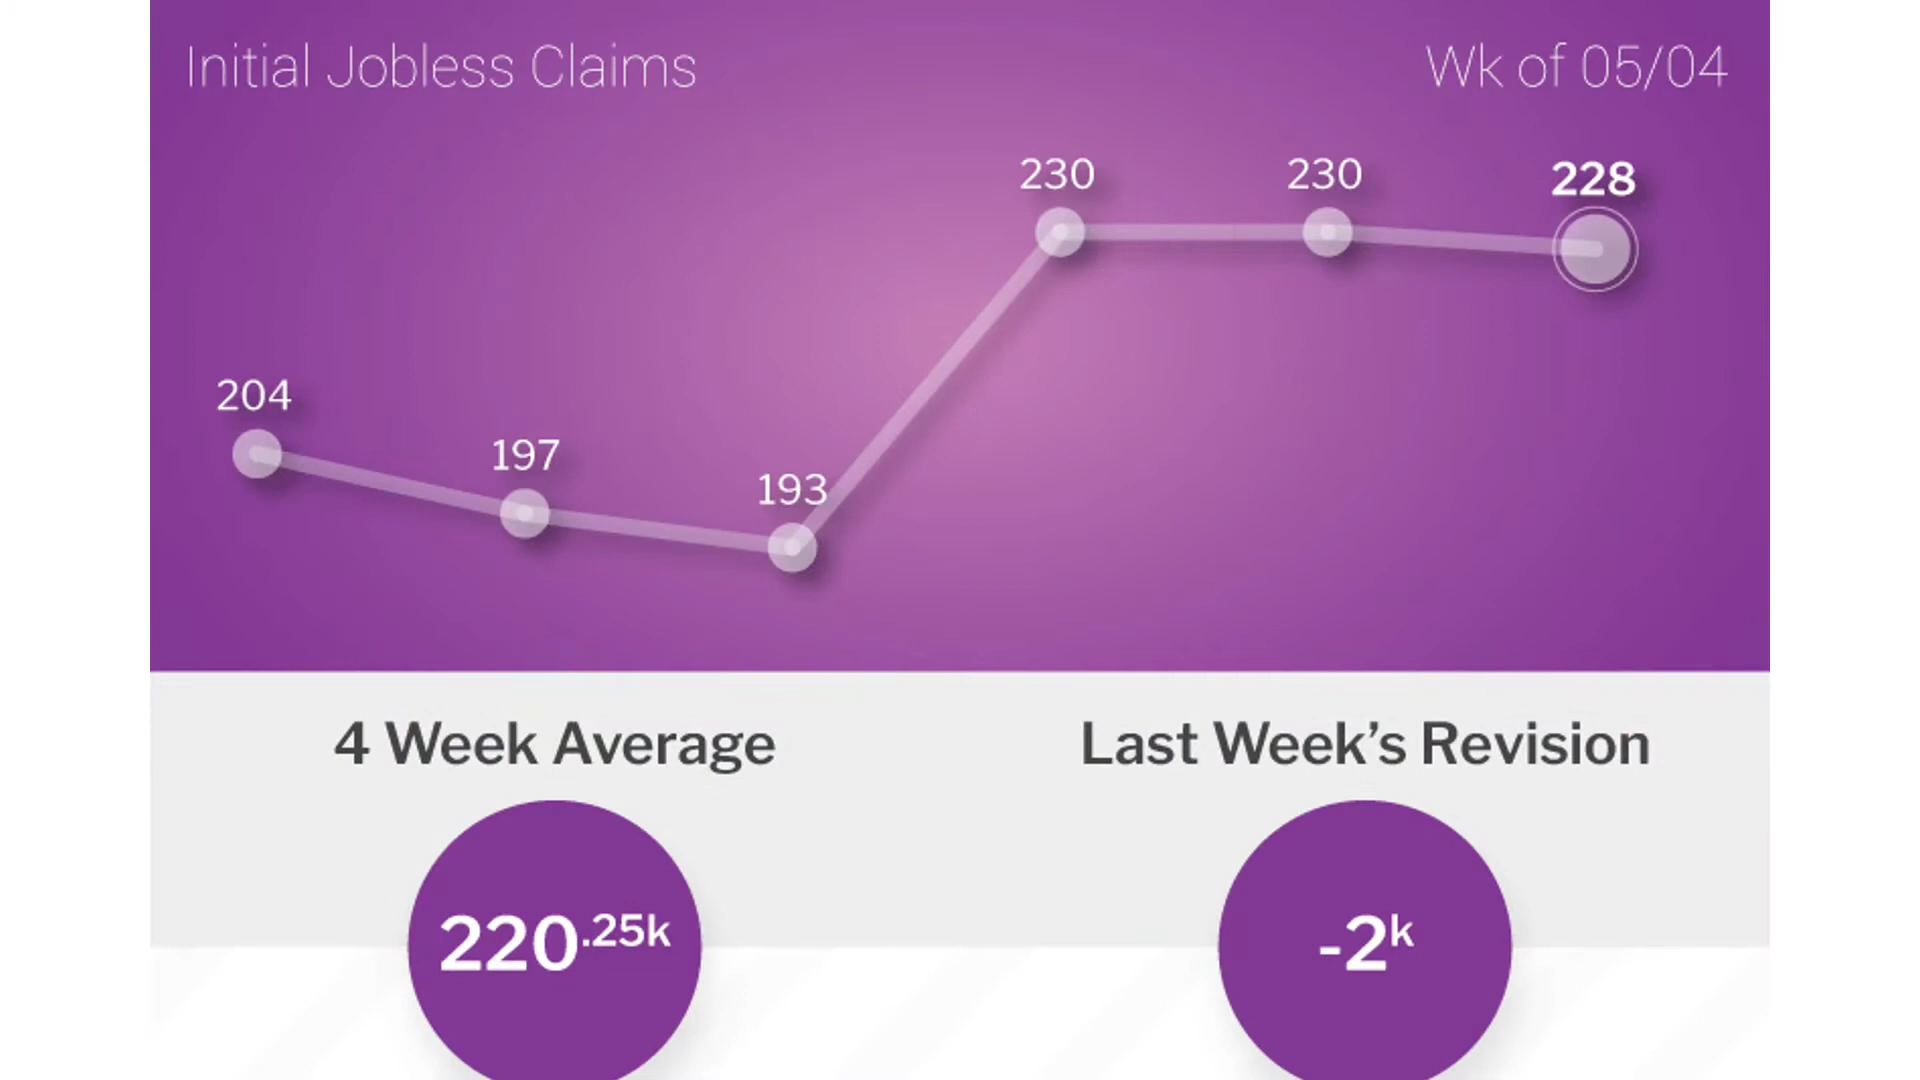 Initial Jobless Claims
Wk of 05/04
204
197
193
230
230
228
4 Week Average
Last Week’s Revision
220.25k
-2k